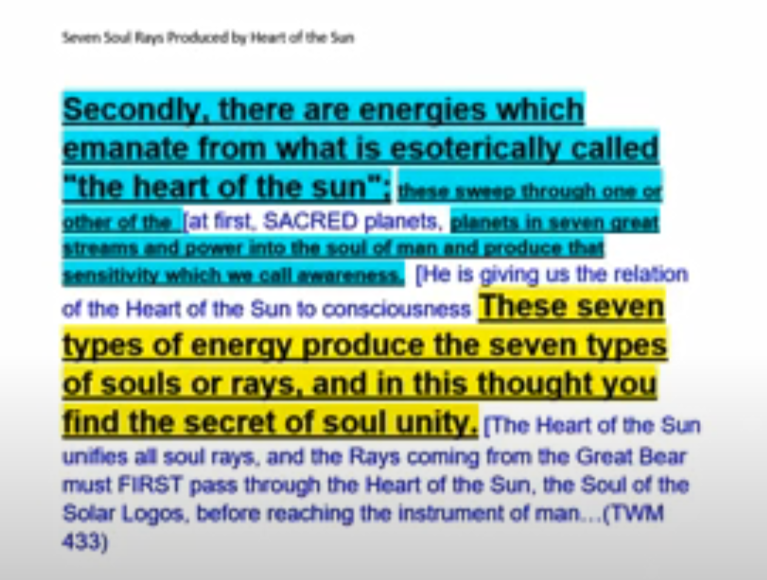 Seven Soul Rays Produced by Heart of the Sun
Secondly, there are energies which
emanate from what is esoterically called
"the heart of the sun"; these sweep through one or
other of the [at first, SACRED planets, planets in seven great
streams and power into the soul of man and produce that
sensitivity which we call awareness. [He is giving us the relation
of the Heart of the Sun to consciousness These seven
types of energy produce the seven types
of souls or rays, and in this thought you
find the secret of soul unity. [The Heart of the Sun
unifies all soul rays, and the Rays coming from the Great Bear
must FIRST pass through the Heart of the Sun, the Soul of the
Solar Logos, before reaching the instrument of man...(TWM
433)